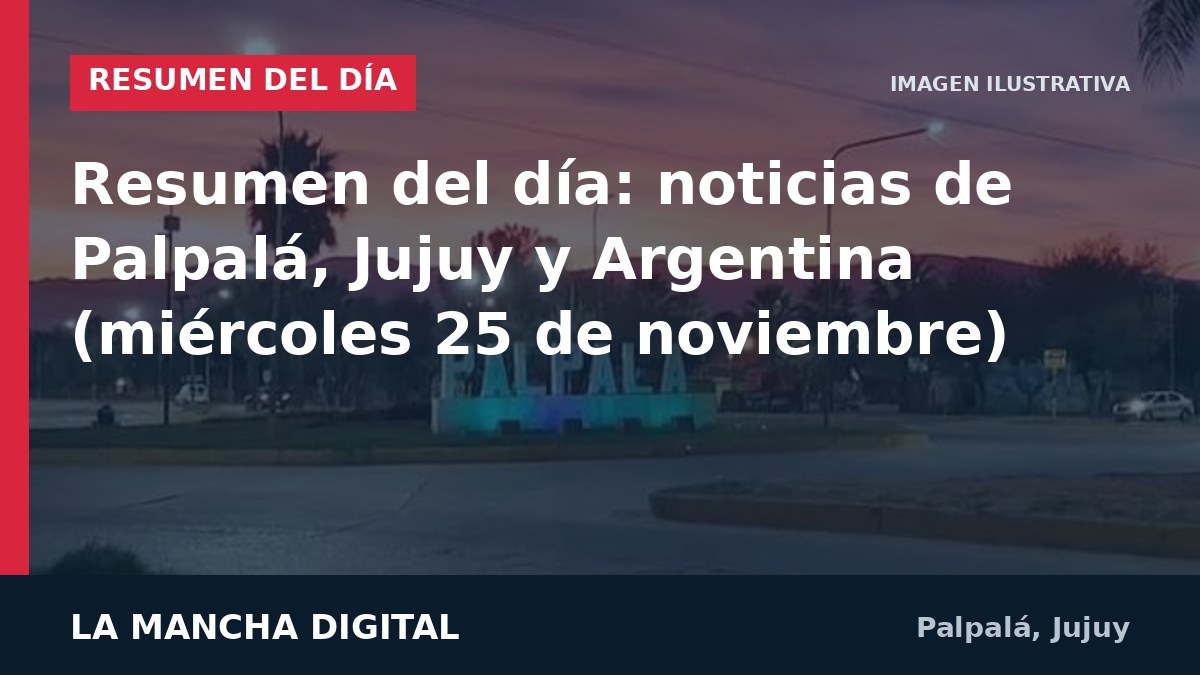 RESUMEN DEL DÍA
IMAGEN ILUSTRATIVA
Resumen del día: noticias de
Palpalá, Jujuy y Argentina
(miércoles 25 de noviembre)
PALPALA
LA MANCHA DIGITAL
Palpalá, Jujuy